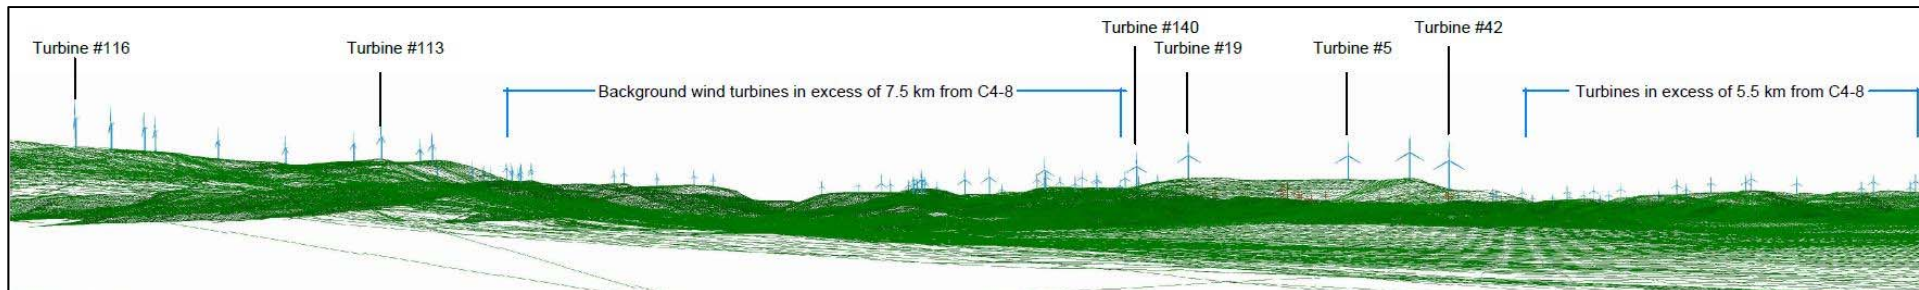 Turbine #140
Turbine #42
Turbine #116
Turbine #113
Turbine #19
Turbine #5
Background wind turbines in excess of 7.5 km from C4-8
Turbines in excess of 5.5 km from C4-8